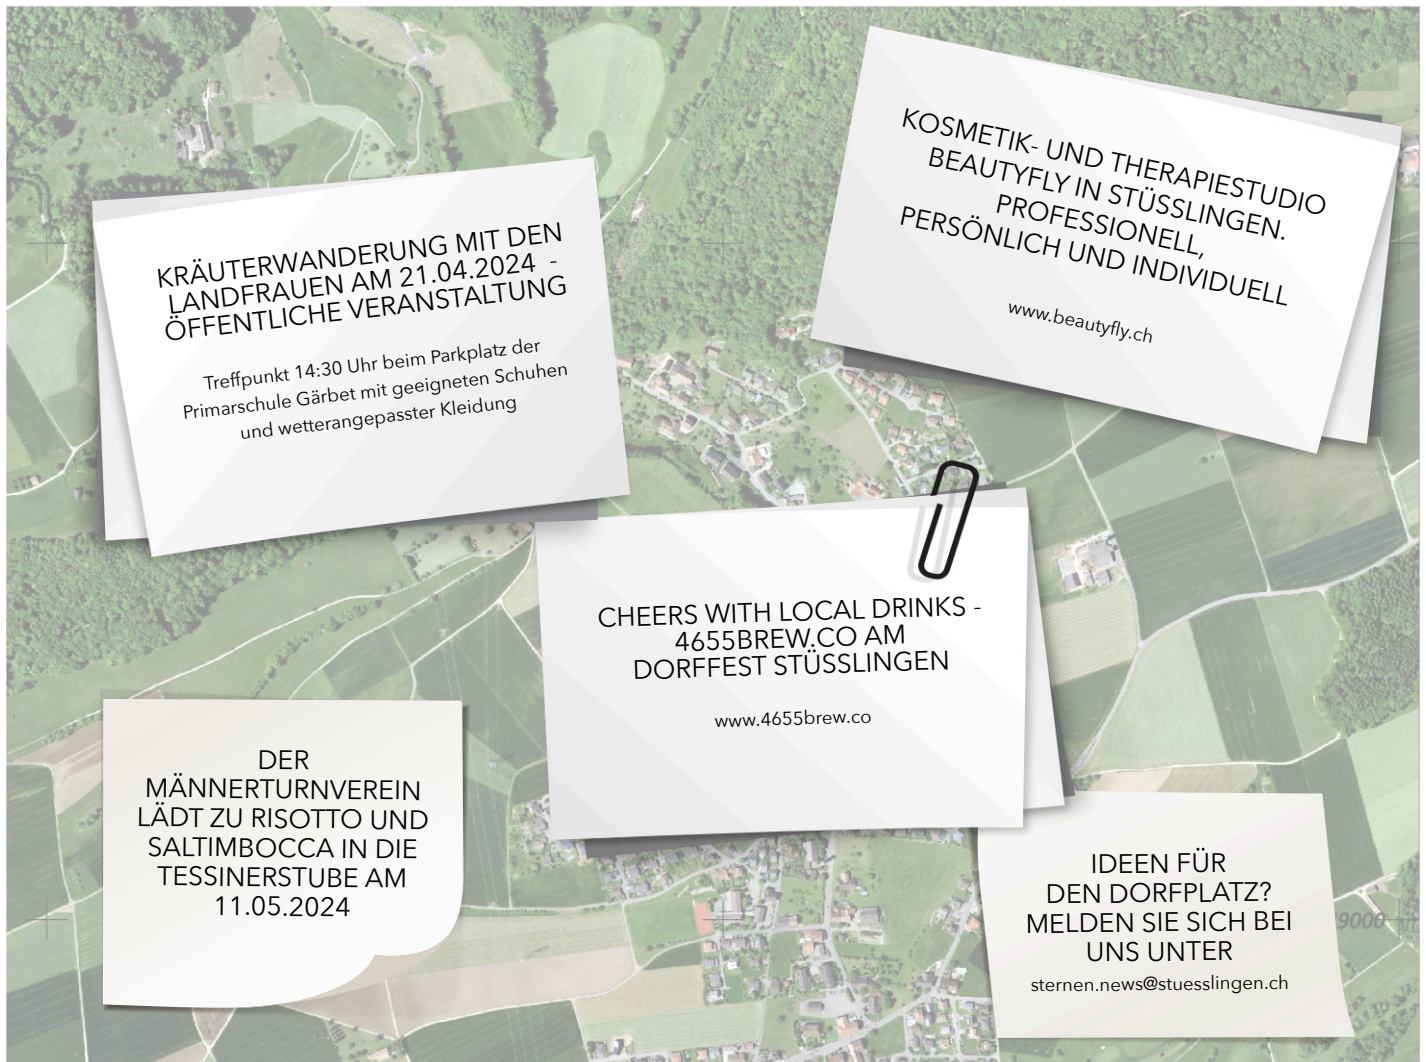 KRÄUTERWANDERUNG MIT DEN
LANDFRAUEN AM 21.04.2024 -
ÖFFENTLICHE VERANSTALTUNG
Treffpunkt 14:30 Uhr beim Parkplatz der
Primarschule Gärbet mit geeigneten Schuhen
und wetterangepasster Kleidung
KOSMETIK- UND THERAPIESTUDIO
BEAUTYFLY IN STÜSSLINGEN.
PROFESSIONELL,
PERSÖNLICH UND INDIVIDUELL
www.beautyfly.ch
CHEERS WITH LOCAL DRINKS -
4655BREW.CO AM
DORFFEST STÜSSLINGEN
www.4655brew.co
DER
MÄNNERTURNVEREIN
LÄDT ZU RISOTTO UND
SALTIMBOCCA IN DIE
TESSINERSTUBE AM
11.05.2024
IDEEN FÜR
DEN DORFPLATZ?
MELDEN SIE SICH BEI
UNS UNTER
sternen.news@stuesslingen.ch